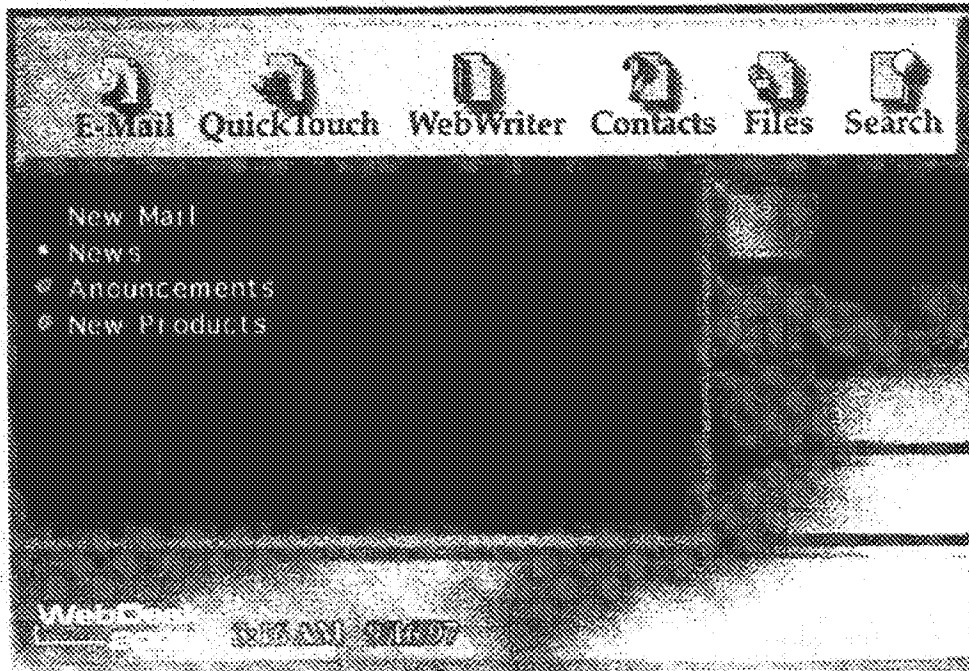 E-Mail QuickTouch WebWriter Contacts Files Search
New Mail
News
Anouncements
New Products